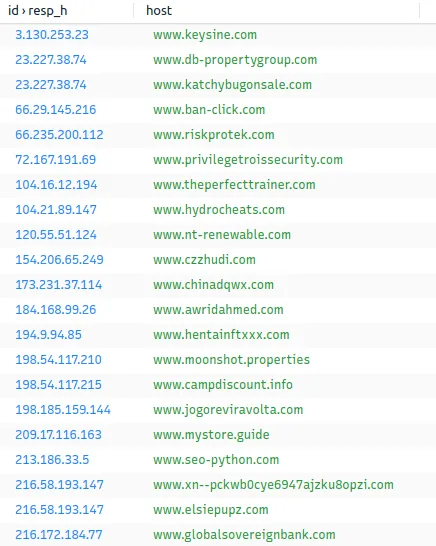 id › resp_h host
3.130.253.23 www.keysine.com
23.227.38.74 www.db-propertygroup.com
23.227.38.74 www.katchybugonsale.com
66.29.145.216 www.ban-click.com
66.235.200.112 www.riskprotek.com
72.167.191.69 www.privilegetroissecurity.com
104.16.12.194 www.theperfecttrainer.com
104.21.89.147 www.hydrocheats.com
120.55.51.124 www.nt-renewable.com
154.206.65.249 www.czzhudi.com
173.231.37.114 www.chinadqwx.com
184.168.99.26 www.awridahmed.com
194.9.94.85 www.hentainftxxx.com
198.54.117.210 www.moonshot.properties
198.54.117.215 www.campdiscount.info
198.185.159.144 www.jogoreviravolta.com
209.17.116.163 www.mystore.guide
213.186.33.5 www.seo-python.com
216.58.193.147 www.xn--pckwb0cye6947ajzku8opzi.com
216.58.193.147 www.elsiepupz.com
216.172.184.77 www.globalsovereignbank.com